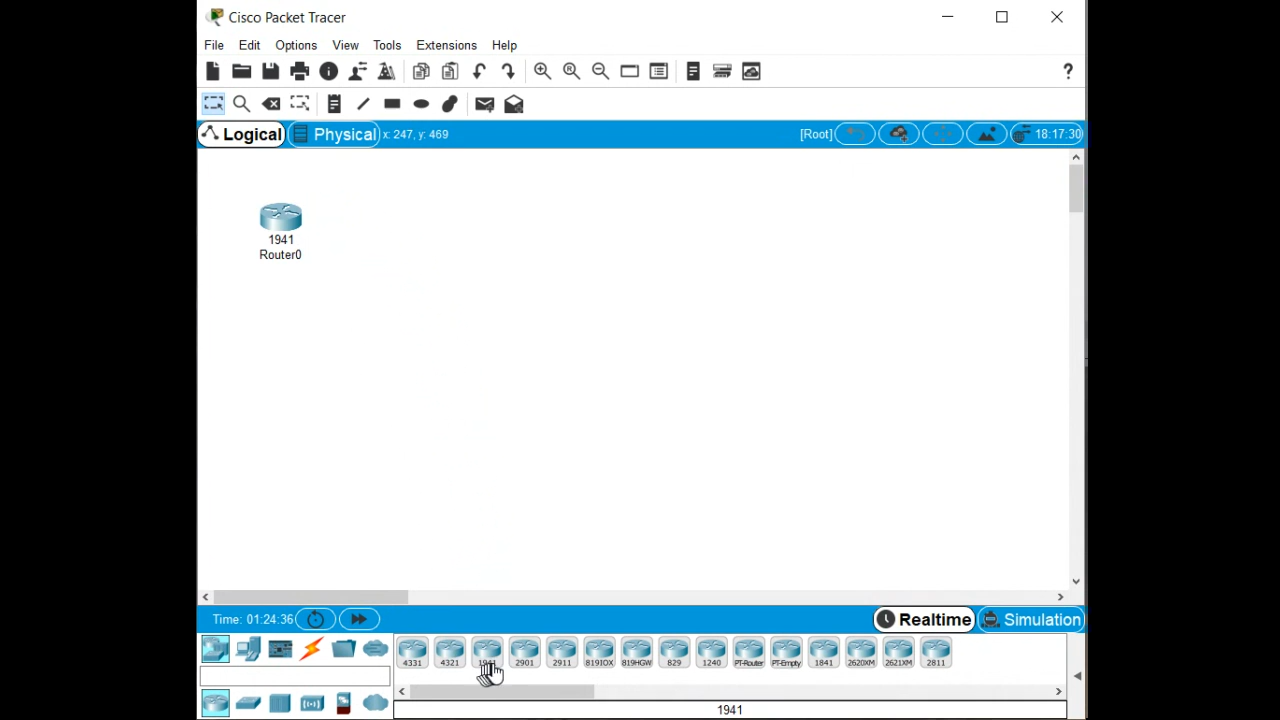 Cisco Packet Tracer
File Edit Options View Tools Extensions Help
?
Logical Physical x: 247, y: 469 [Root] 18:17:30
1941
Router0
Time: 01:24:36 Realtime Simulation
4331 4321 1941 2901 2911 819IOX 819HGW 829 1240 PT-Router PT-Empty 1841 2620XM 2621XM 2811
1941